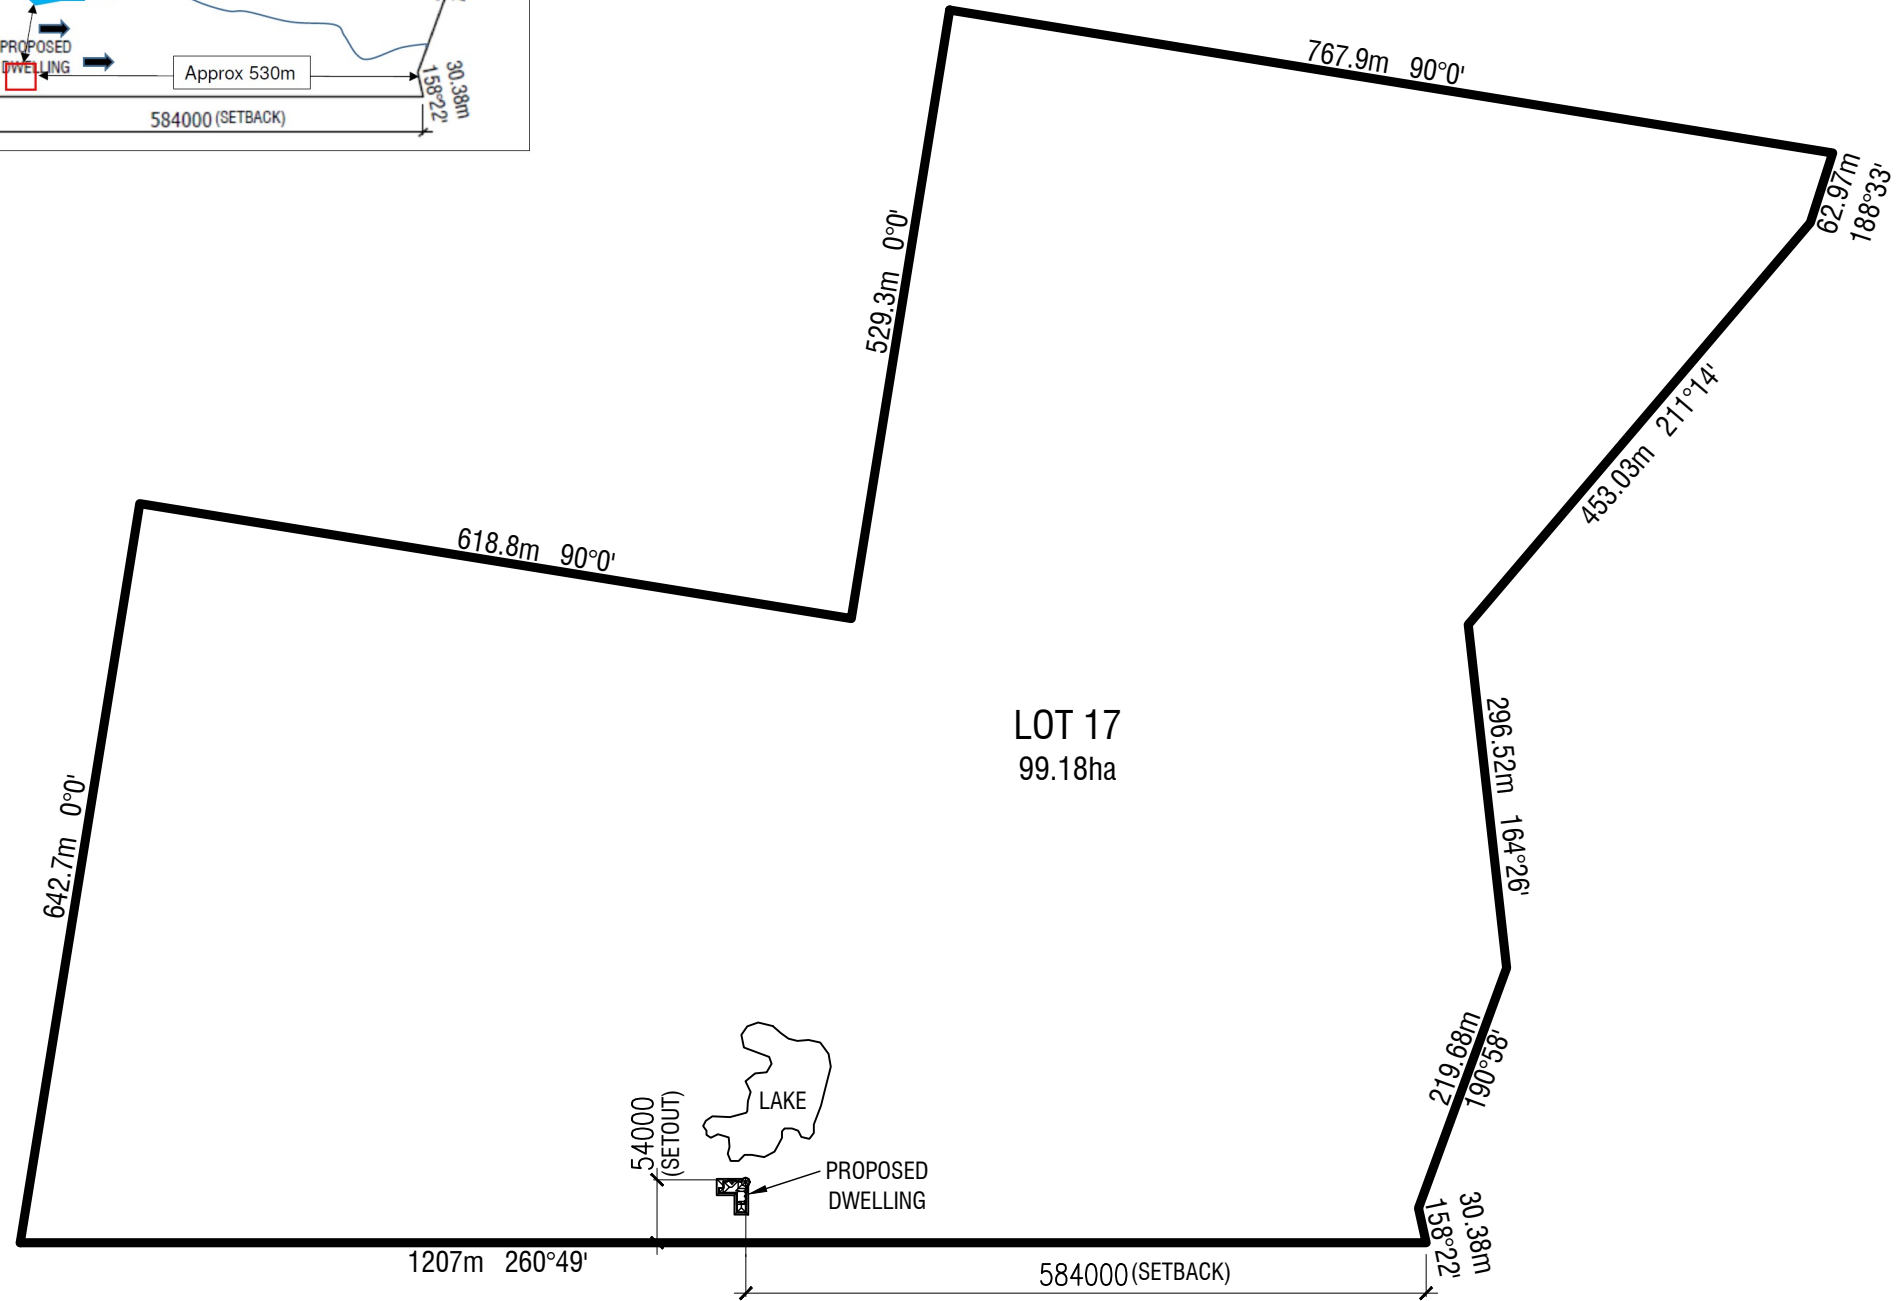 PROPOSED
DWELLING
Approx 530m
30.38m
158°22'
584000 (SETBACK)
767.9m 90°0'
62.97m
188°33'
529.3m 0°0'
453.03m 211°14'
618.8m 90°0'
LOT 17
99.18ha
296.52m 164°26'
642.7m 0°0'
219.68m
190°58'
LAKE
54000
(SETOUT)
PROPOSED
DWELLING
30.38m
158°22'
1207m 260°49'
584000 (SETBACK)